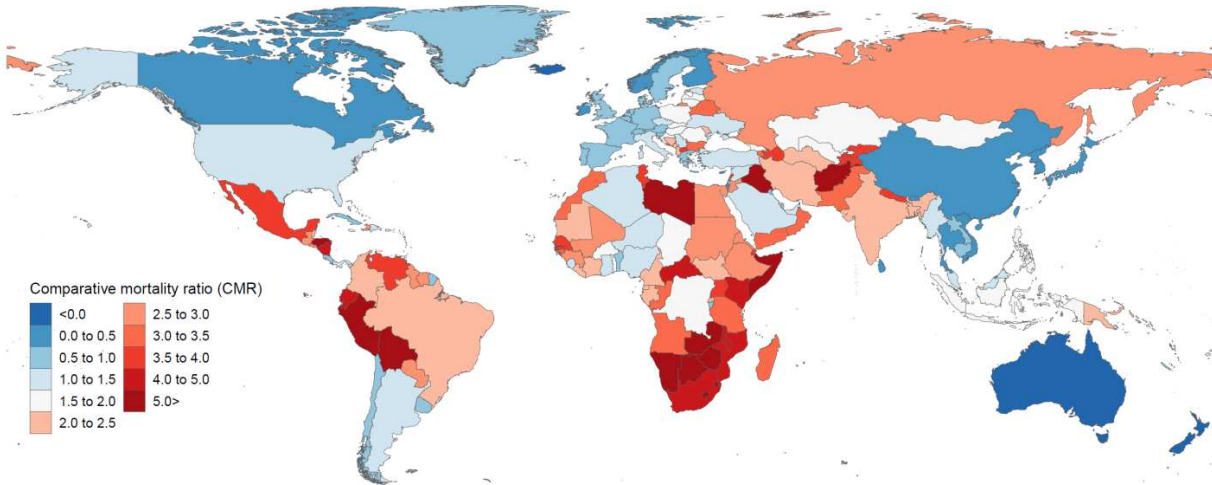 Comparative mortality ratio (CMR)
<0.0
0.0 to 0.5
0.5 to 1.0
1.0 to 1.5
1.5 to 2.0
2.0 to 2.5
2.5 to 3.0
3.0 to 3.5
3.5 to 4.0
4.0 to 5.0
5.0>